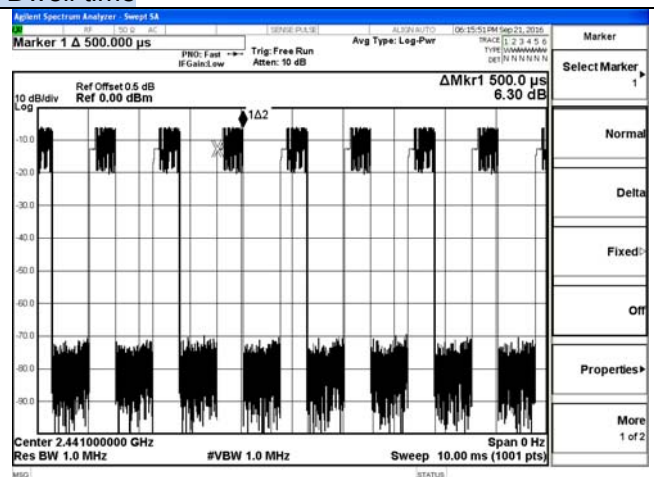 Dwell time
Agilent Spectrum Analyzer - Swept SA
RF 50 Ω AC SENSE:PULSE ALIGN AUTO 06:15:51 PM Sep 21, 2016
Marker 1 Δ 500.000 µs
PNO: Fast
IFGain:Low
Trig: Free Run
Atten: 10 dB
Avg Type: Log-Pwr
TRACE 1 2 3 4 5 6
TYPE
DET N N N N N N
Marker
Select Marker
1
Ref Offset 0.5 dB
10 dB/div Ref 0.00 dBm
Log
ΔMkr1 500.0 µs
6.30 dB
1Δ2
Normal
-10.0
-20.0
Delta
-30.0
-40.0
Fixed
-50.0
Off
-60.0
-70.0
Properties
-80.0
-90.0
More
1 of 2
Center 2.441000000 GHz Span 0 Hz
Res BW 1.0 MHz #VBW 1.0 MHz Sweep 10.00 ms (1001 pts)
MSG STATUS